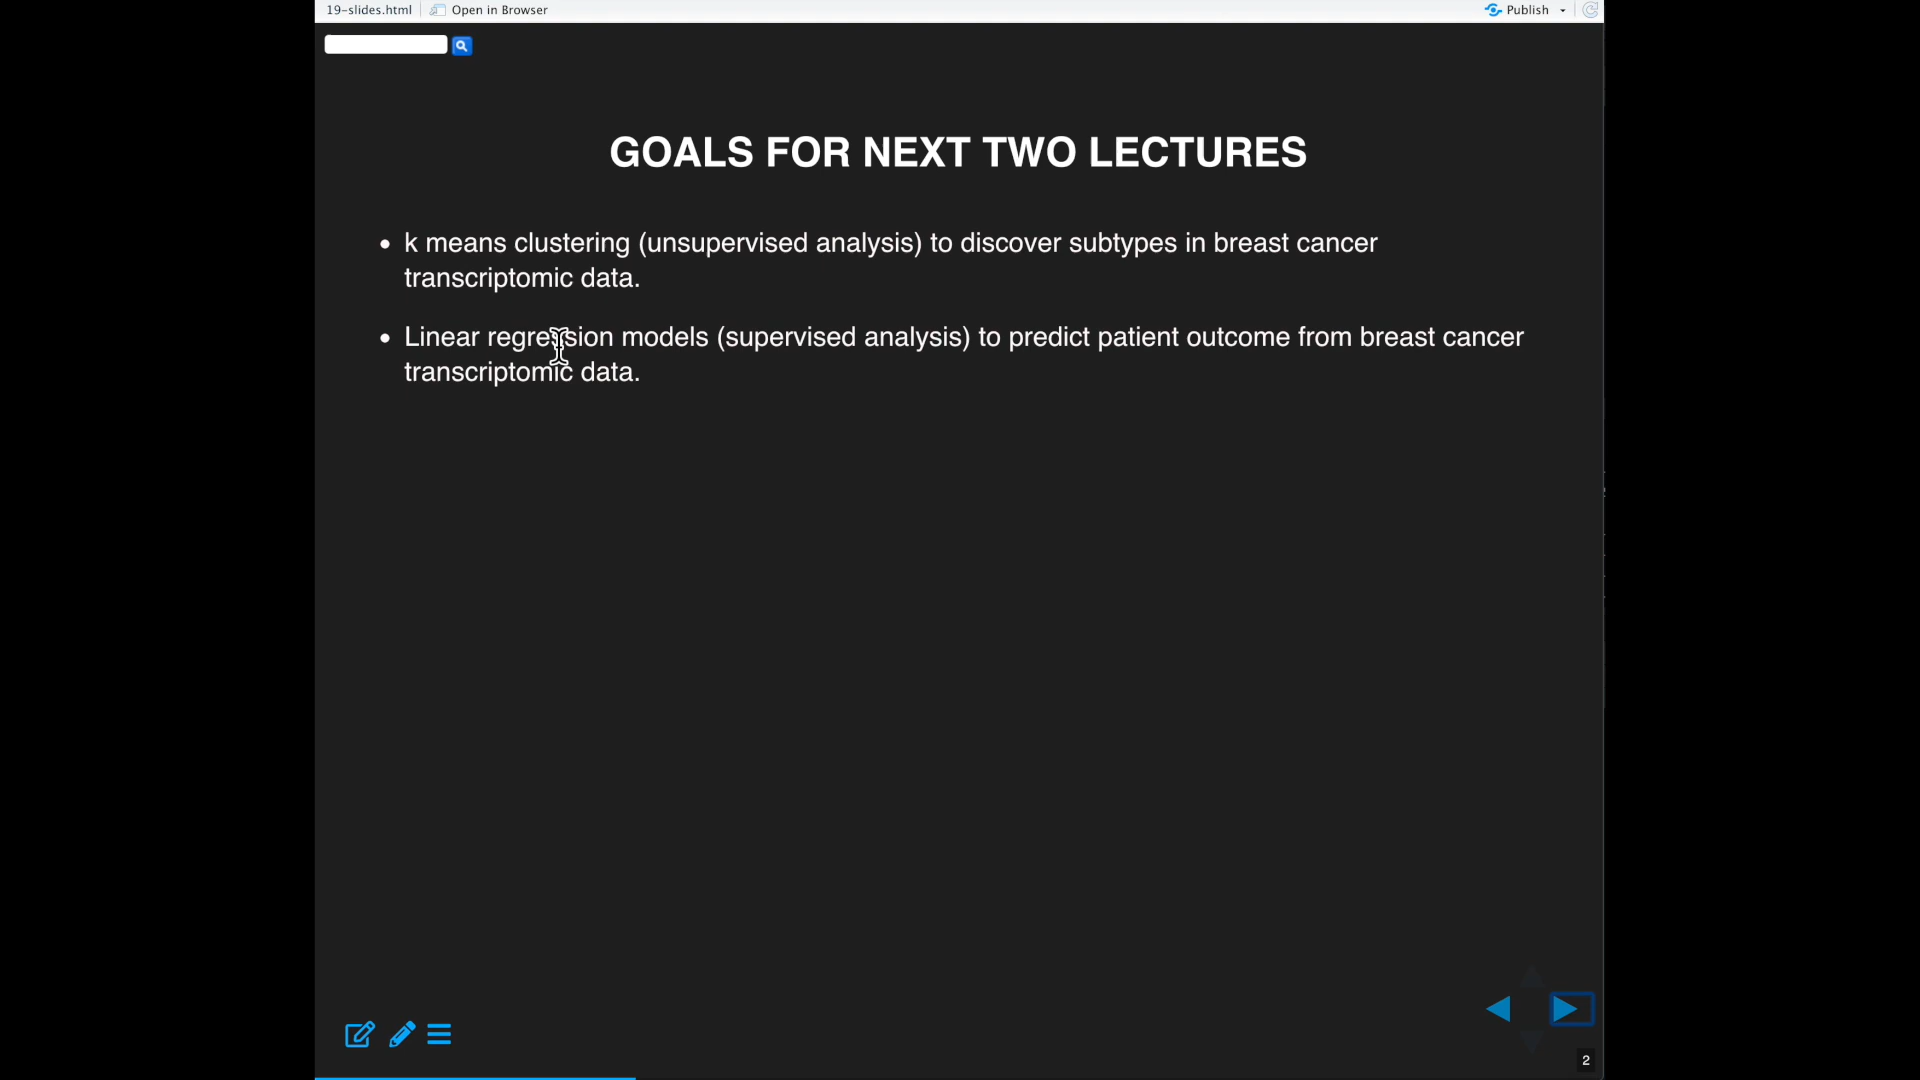 19-slides.html Open in Browser Publish
GOALS FOR NEXT TWO LECTURES
• k means clustering (unsupervised analysis) to discover subtypes in breast cancer
transcriptomic data.
• Linear regression models (supervised analysis) to predict patient outcome from breast cancer
transcriptomic data.
2